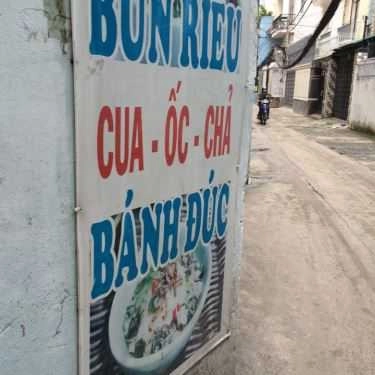 BÚN RIÊU
CUA - ỐC - CHẢ
BÁNH ĐÚC